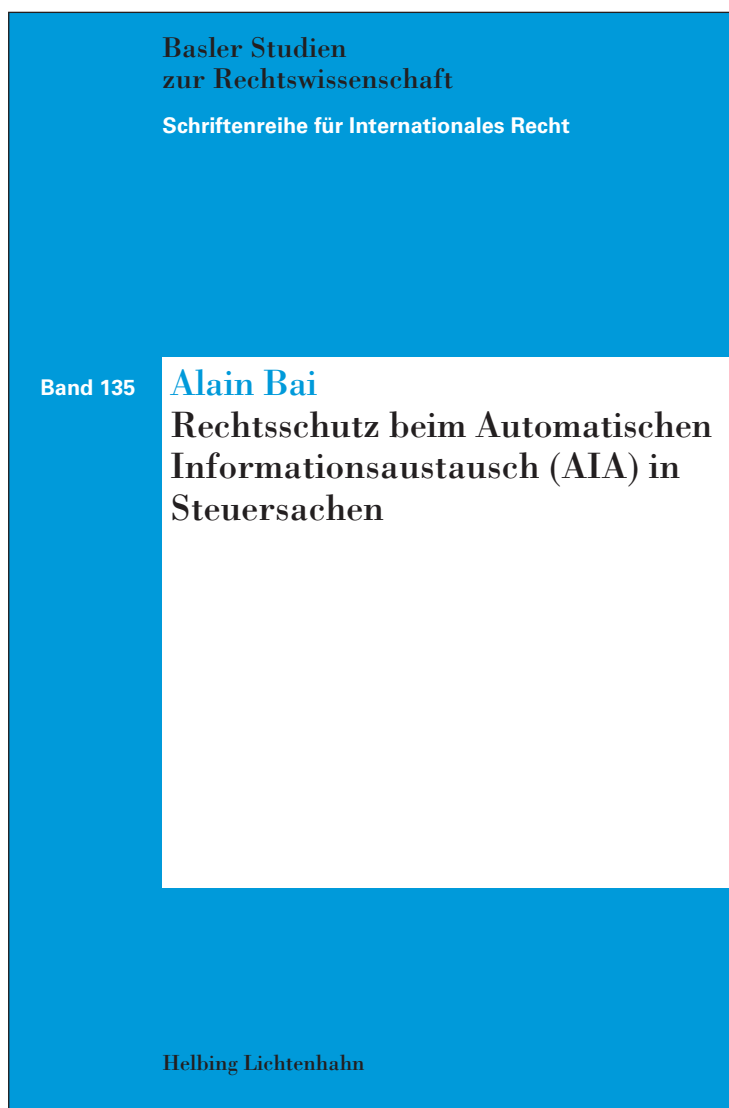 Basler Studien
zur Rechtswissenschaft
Schriftenreihe für Internationales Recht
Band 135
Alain Bai
Rechtsschutz beim Automatischen
Informationsaustausch (AIA) in
Steuersachen
Helbing Lichtenhahn